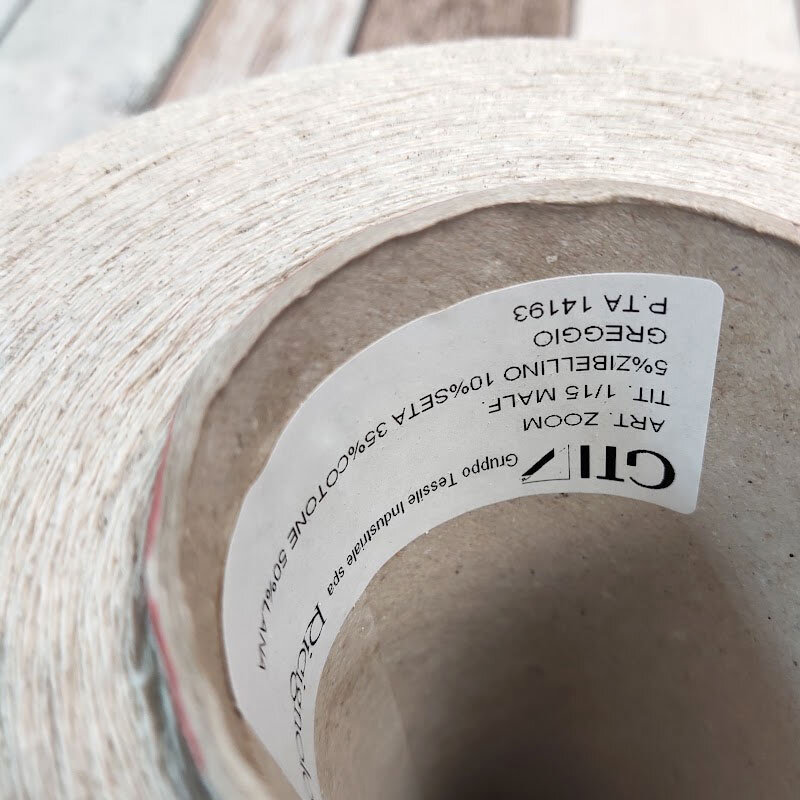 GTI Gruppo Tessile Industriale spa
ART. ZOOM
TIT. 1/15 MALF.
5%ZIBELLINO 10%SETA 35%COTONE 50%LANA
GREGGIO
P.TA 14193